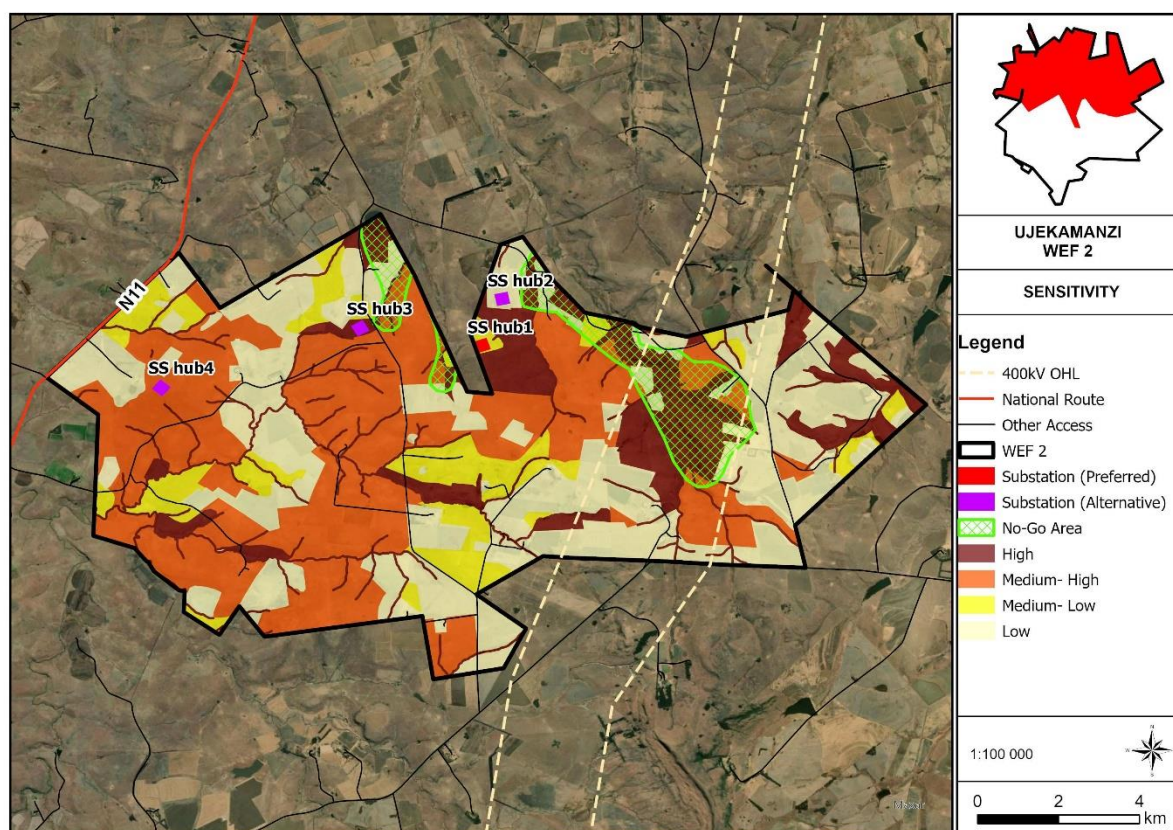 N11
SS hub2
SS hub3
SS hub1
SS hub4
Maxar
UJEKAMANZI
WEF 2
SENSITIVITY
Legend
400kV OHL
National Route
Other Access
WEF 2
Substation (Preferred)
Substation (Alternative)
No-Go Area
High
Medium- High
Medium- Low
Low
1:100 000
N
W
E
S
0 2 4
km